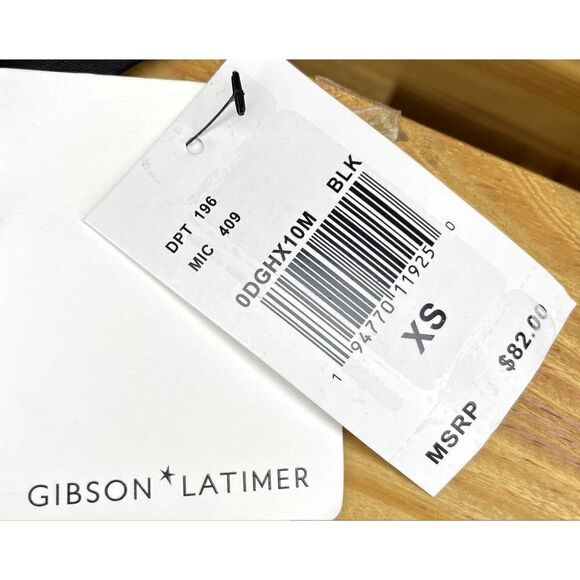 DPT 196
MIC 409
0DGHX10M BLK
1 94770 11925 0
XS
MSRP $82.00
GIBSON*LATIMER